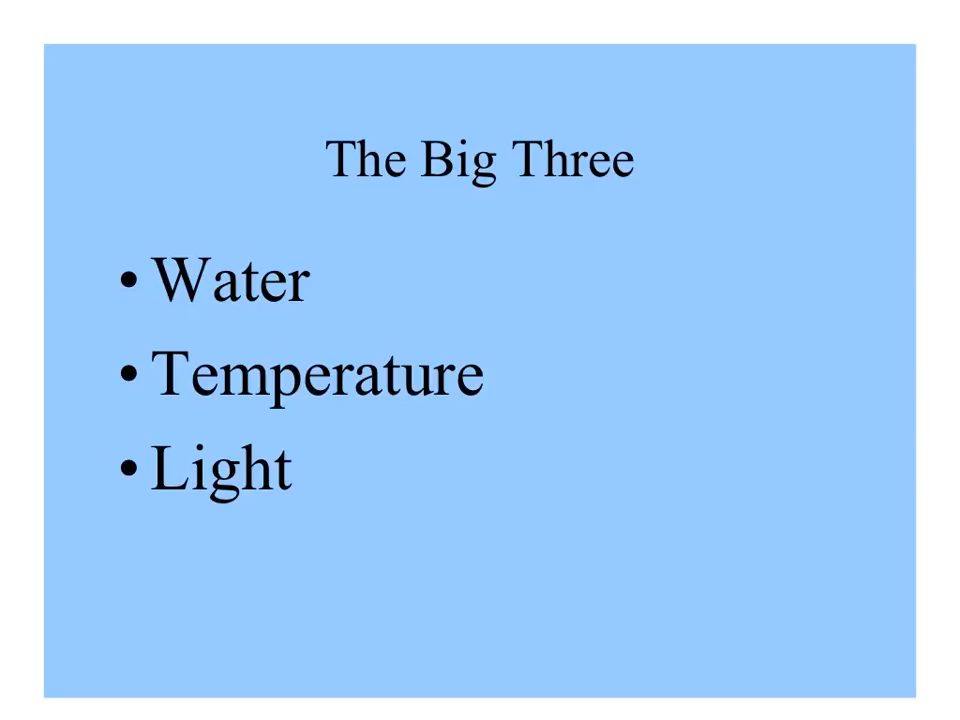 The Big Three
• Water
• Temperature
• Light